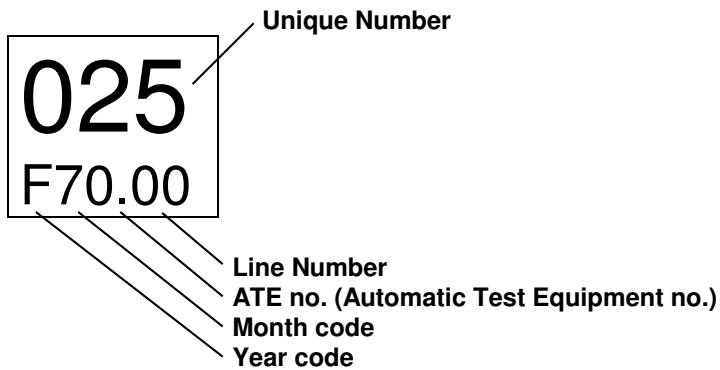 Unique Number
025
F70.00
Line Number
ATE no. (Automatic Test Equipment no.)
Month code
Year code